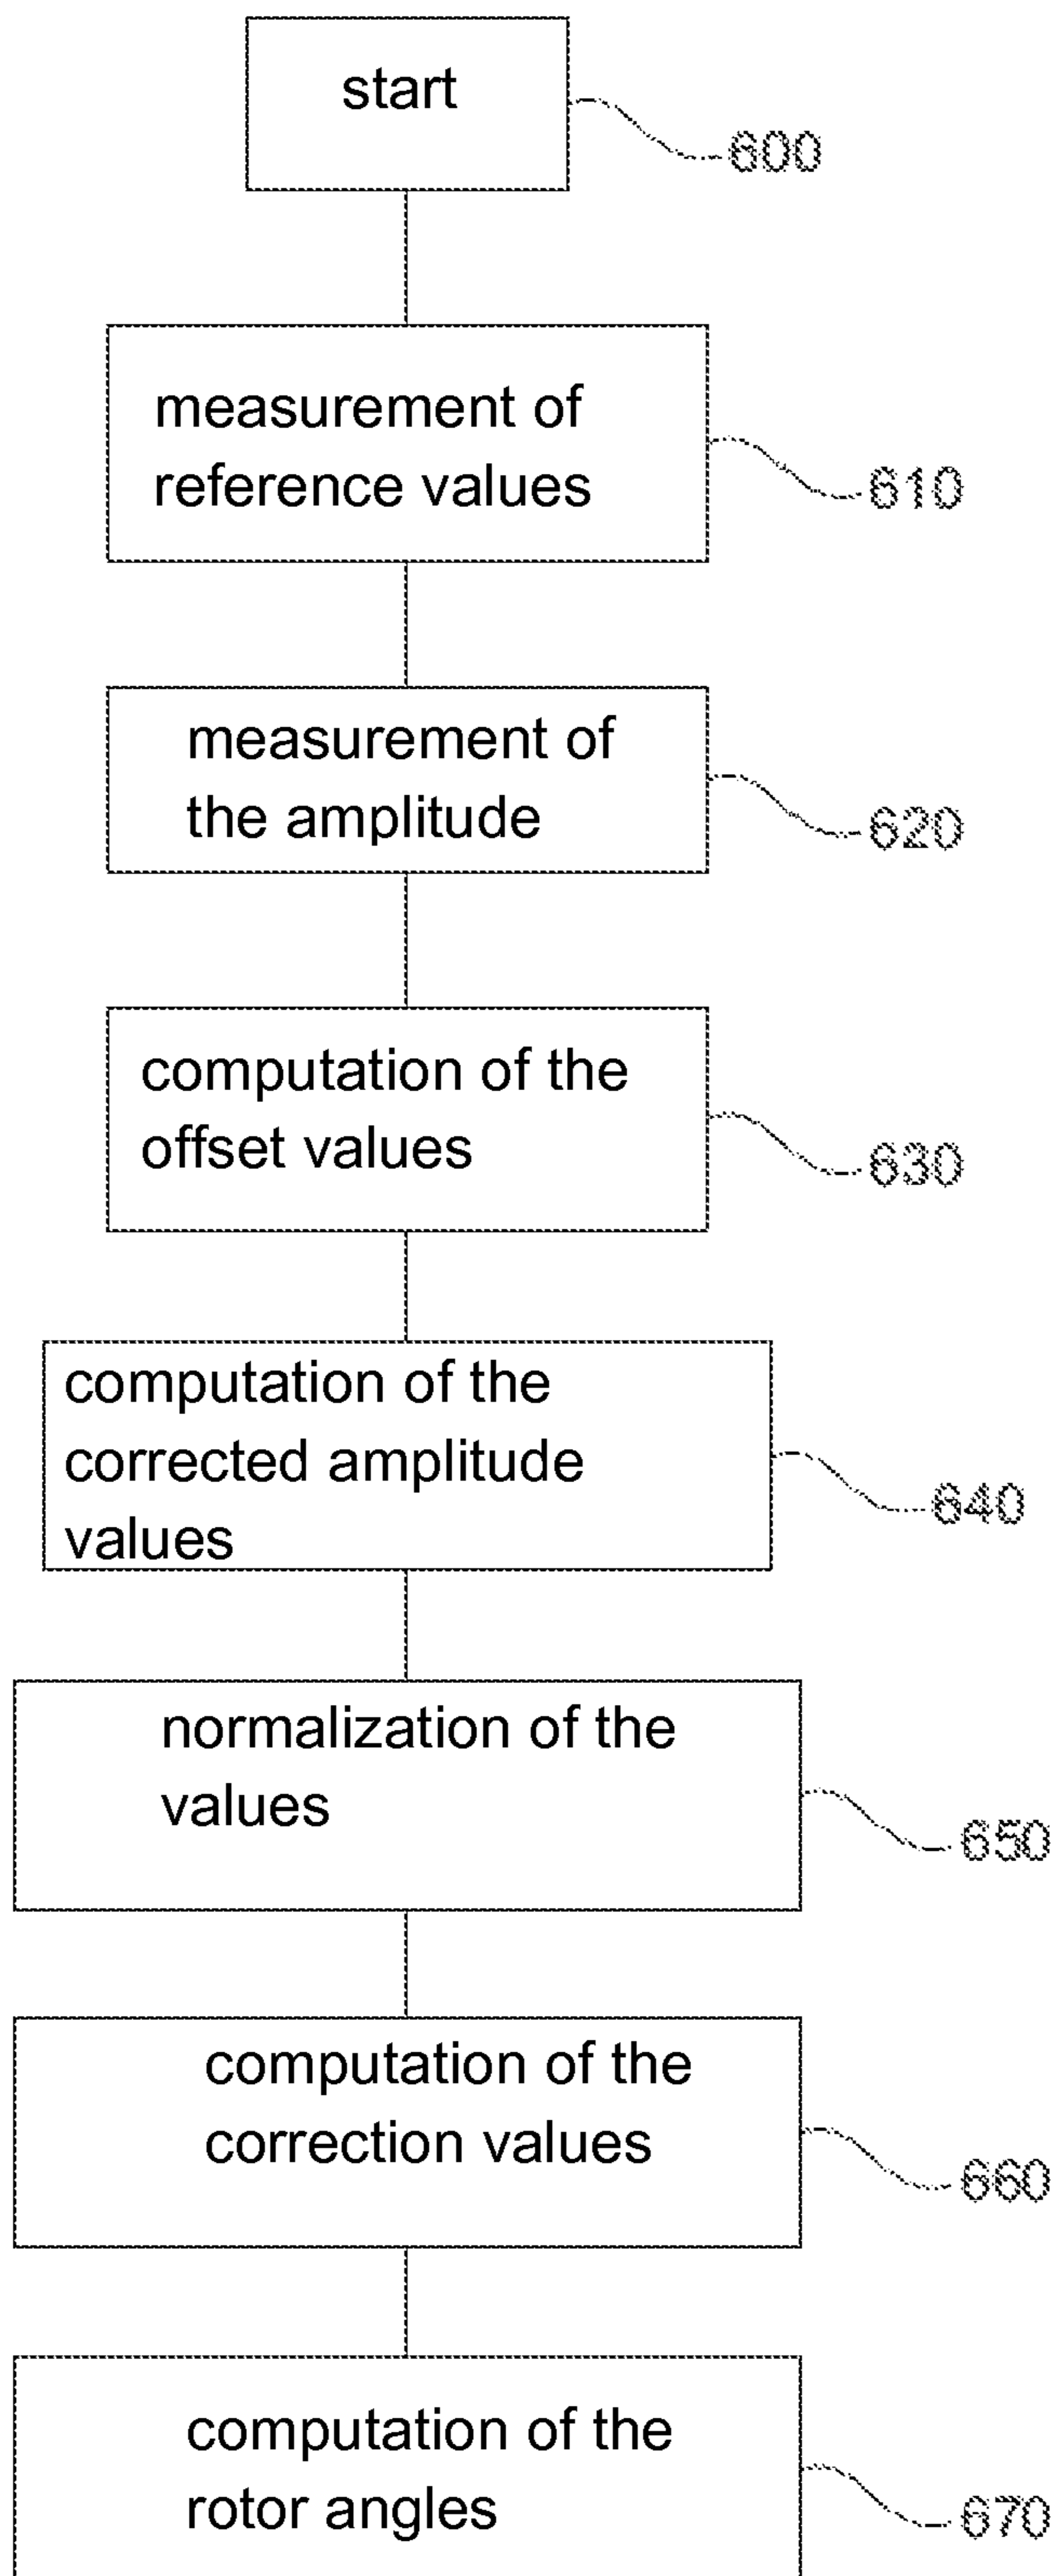 start
600
measurement of
reference values
610
measurement of
the amplitude
620
computation of the
offset values
630
computation of the
corrected amplitude
values
640
normalization of the
values
650
computation of the
correction values
660
computation of the
rotor angles
670